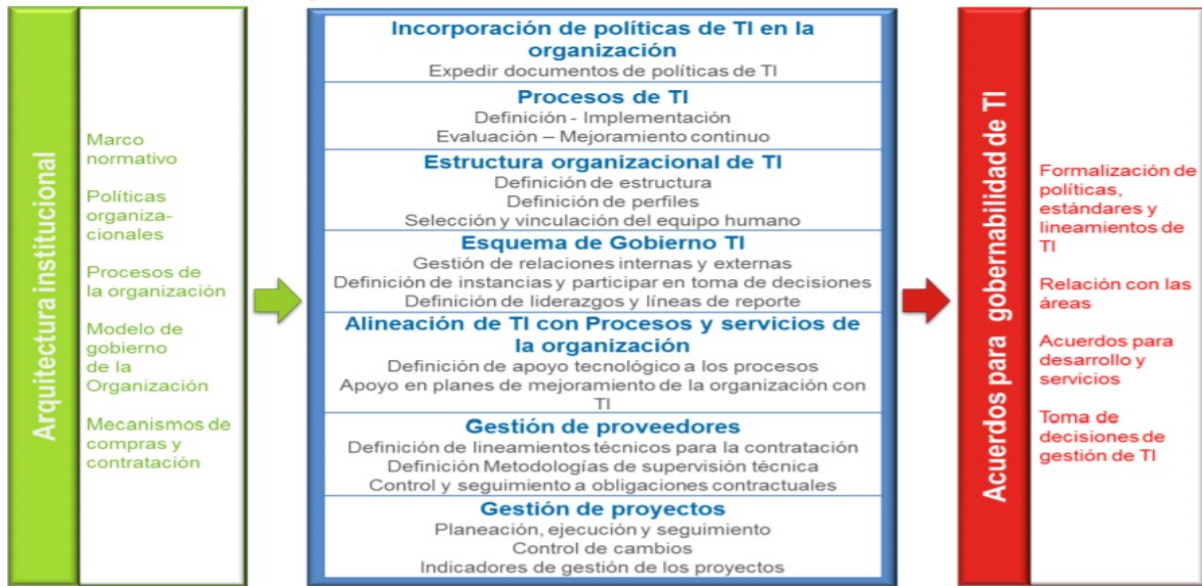 Arquitectura institucional
Marco
normativo
Políticas
organiza-
cionales
Procesos de
la organización
Modelo de
gobierno
de la
Organización
Mecanismos de
compras y
contratación
Incorporación de políticas de TI en la
organización
Expedir documentos de políticas de TI
Procesos de TI
Definición - Implementación
Evaluación – Mejoramiento continuo
Estructura organizacional de TI
Definición de estructura
Definición de perfiles
Selección y vinculación del equipo humano
Esquema de Gobierno TI
Gestión de relaciones internas y externas
Definición de instancias y participar en toma de decisiones
Definición de liderazgos y líneas de reporte
Alineación de TI con Procesos y servicios de
la organización
Definición de apoyo tecnológico a los procesos
Apoyo en planes de mejoramiento de la organización con
TI
Gestión de proveedores
Definición de lineamientos técnicos para la contratación
Definición Metodologías de supervisión técnica
Control y seguimiento a obligaciones contractuales
Gestión de proyectos
Planeación, ejecución y seguimiento
Control de cambios
Indicadores de gestión de los proyectos
Acuerdos para gobernabilidad de TI
Formalización de
políticas,
estándares y
lineamientos de
TI
Relación con las
áreas
Acuerdos para
desarrollo y
servicios
Toma de
decisiones de
gestión de TI